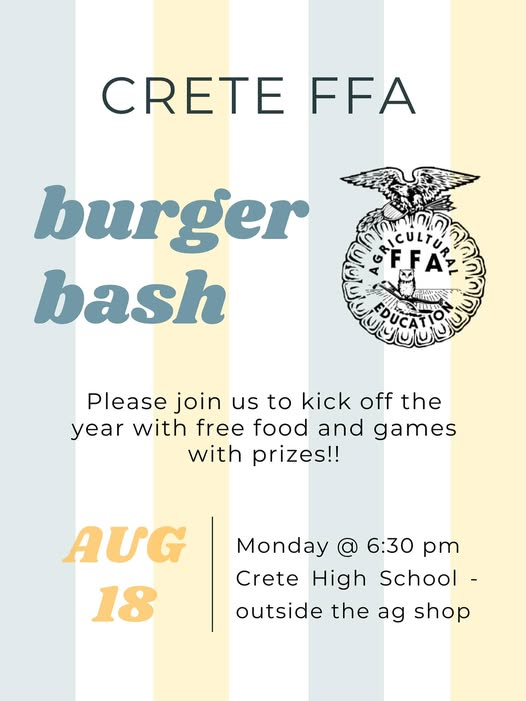 CRETE FFA
burger
bash
AGRICULTURAL
FFA
EDUCATION
Please join us to kick off the
year with free food and games
with prizes!!
AUG
18
Monday @ 6:30 pm
Crete High School -
outside the ag shop